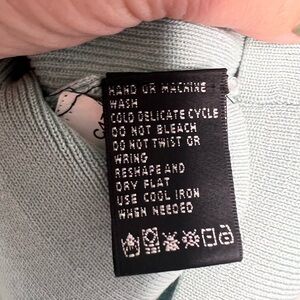 HAND OR MACHINE
WASH
COLD DELICATE CYCLE
DO NOT BLEACH
DO NOT TWIST OR
WRING
RESHAPE AND
DRY FLAT
USE COOL IRON
WHEN NEEDED